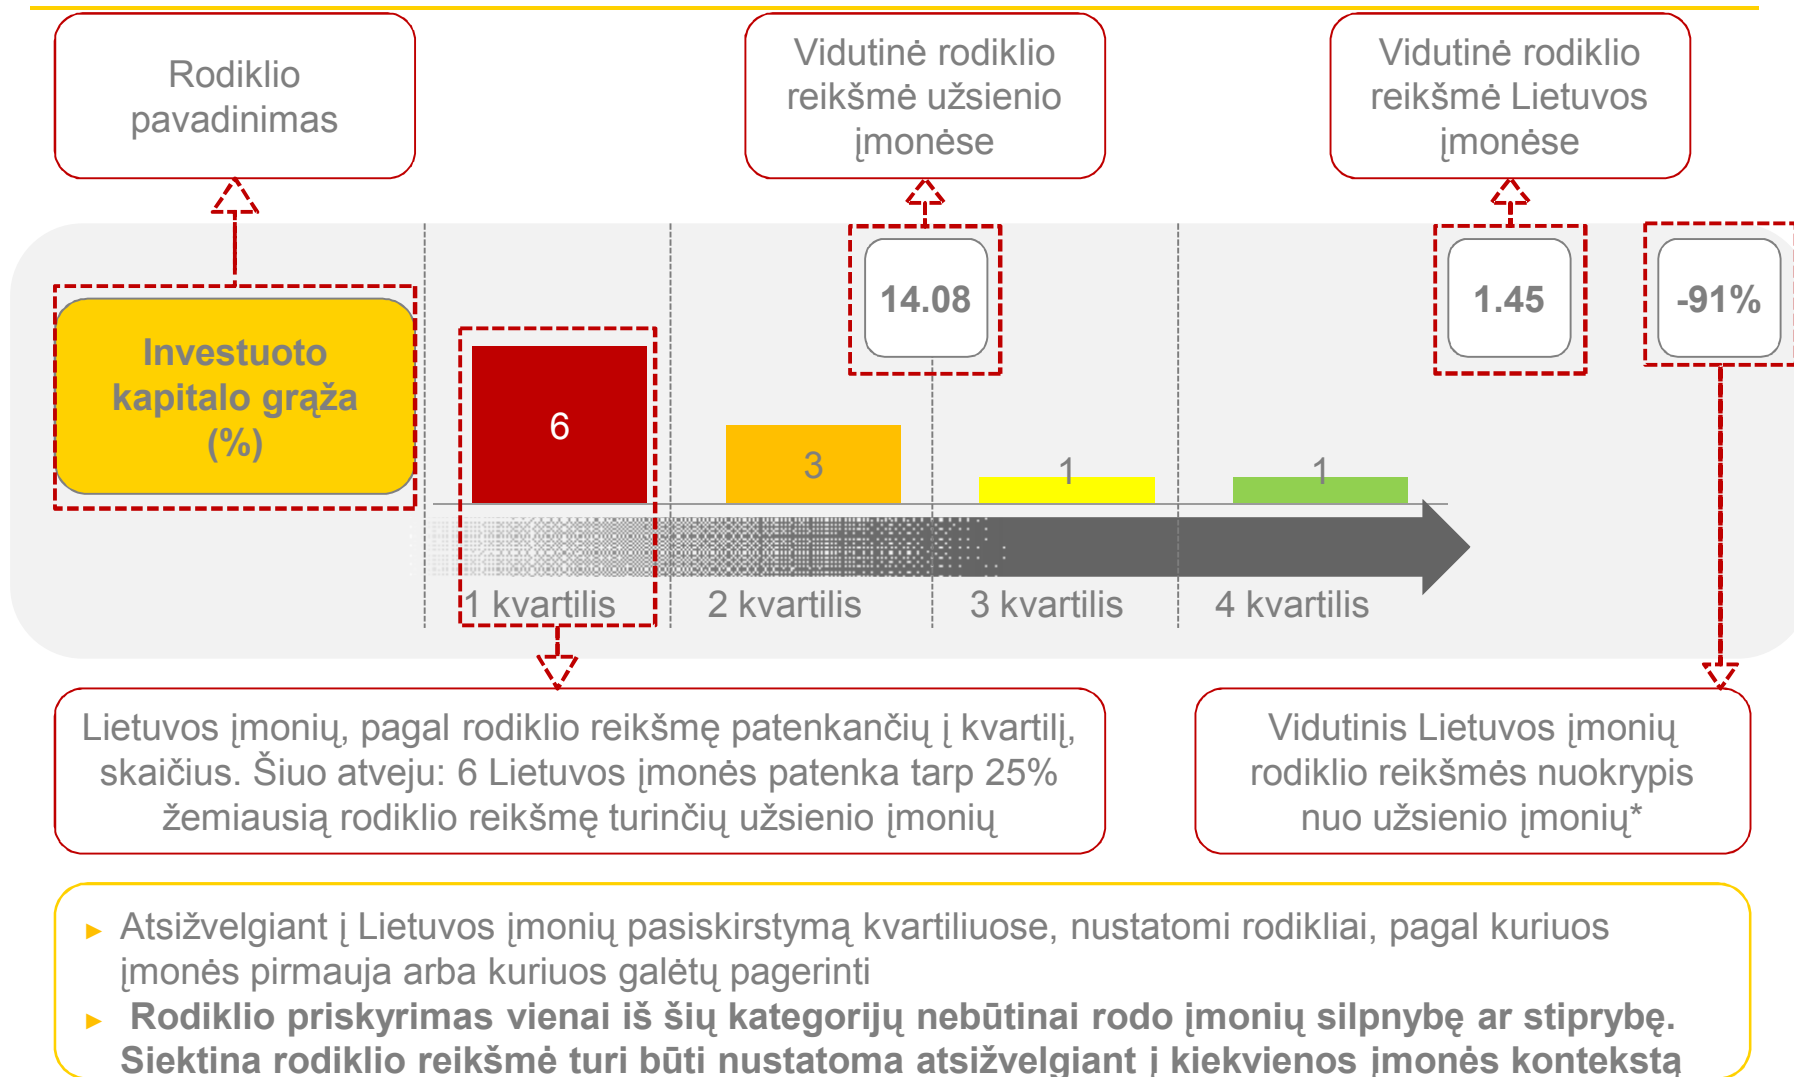 Rodiklio
pavadinimas
Vidutinė rodiklio
reikšmė užsienio
įmonėse
Vidutinė rodiklio
reikšmė Lietuvos
įmonėse
Investuoto
kapitalo grąža
(%)
14.08
1.45
-91%
6
3
1
1
1 kvartilis
2 kvartilis
3 kvartilis
4 kvartilis
Lietuvos įmonių, pagal rodiklio reikšmę patenkančių į kvartilį,
skaičius. Šiuo atveju: 6 Lietuvos įmonės patenka tarp 25%
žemiausią rodiklio reikšmę turinčių užsienio įmonių
Vidutinis Lietuvos įmonių
rodiklio reikšmės nuokrypis
nuo užsienio įmonių*
► Atsižvelgiant į Lietuvos įmonių pasiskirstymą kvartiliuose, nustatomi rodikliai, pagal kuriuos
įmonės pirmauja arba kuriuos galėtų pagerinti
► Rodiklio priskyrimas vienai iš šių kategorijų nebūtinai rodo įmonių silpnybę ar stiprybę.
Siektina rodiklio reikšmė turi būti nustatoma atsižvelgiant į kiekvienos įmonės kontekstą